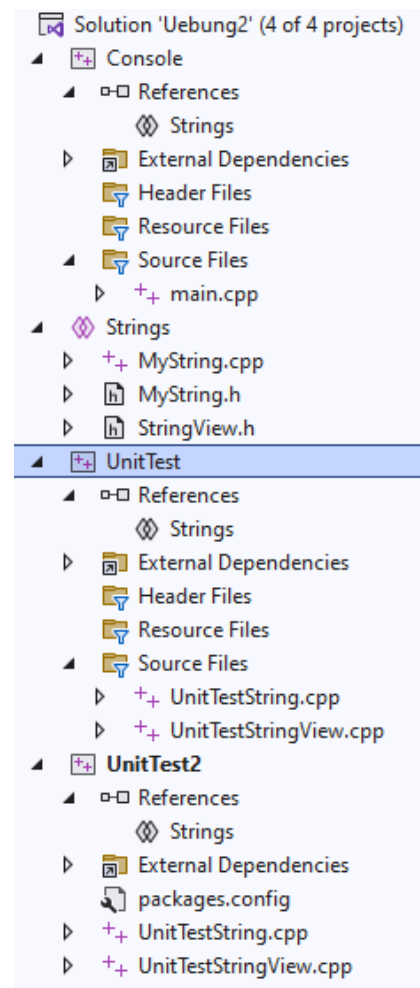 Solution 'Uebung2' (4 of 4 projects)
Console
References
Strings
External Dependencies
Header Files
Resource Files
Source Files
main.cpp
Strings
MyString.cpp
MyString.h
StringView.h
UnitTest
References
Strings
External Dependencies
Header Files
Resource Files
Source Files
UnitTestString.cpp
UnitTestStringView.cpp
UnitTest2
References
Strings
External Dependencies
packages.config
UnitTestString.cpp
UnitTestStringView.cpp